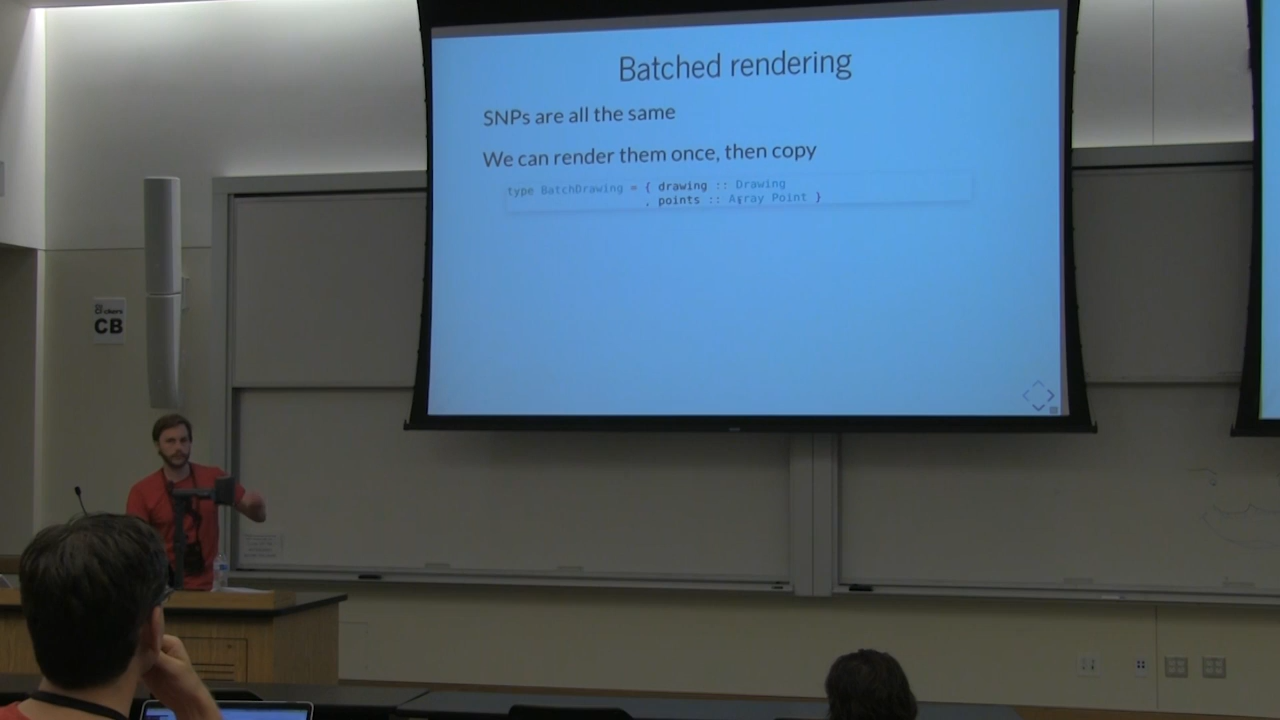 Batched rendering
SNPs are all the same
We can render them once, then copy
type BatchDrawing = { drawing :: Drawing
, points :: Array Point }
CB